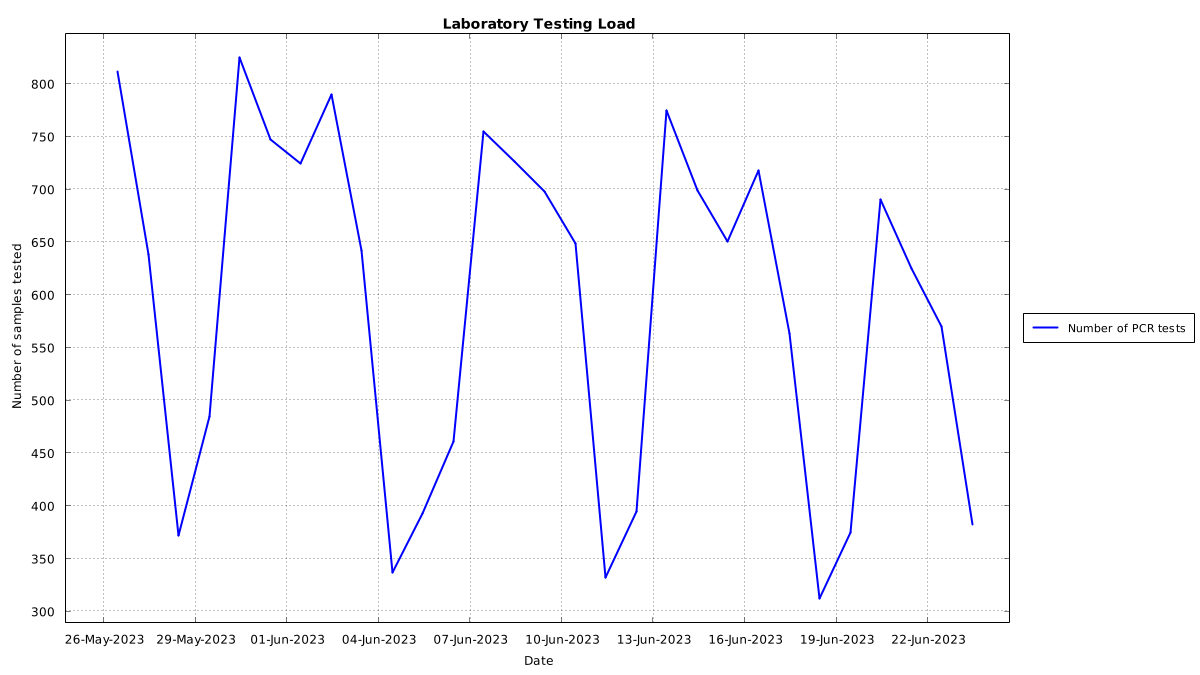 Laboratory Testing Load
800
750
700
650
600
550
500
450
400
350
300
Number of samples tested
26-May-2023 29-May-2023 01-Jun-2023 04-Jun-2023 07-Jun-2023 10-Jun-2023 13-Jun-2023 16-Jun-2023 19-Jun-2023 22-Jun-2023
Date
Number of PCR tests